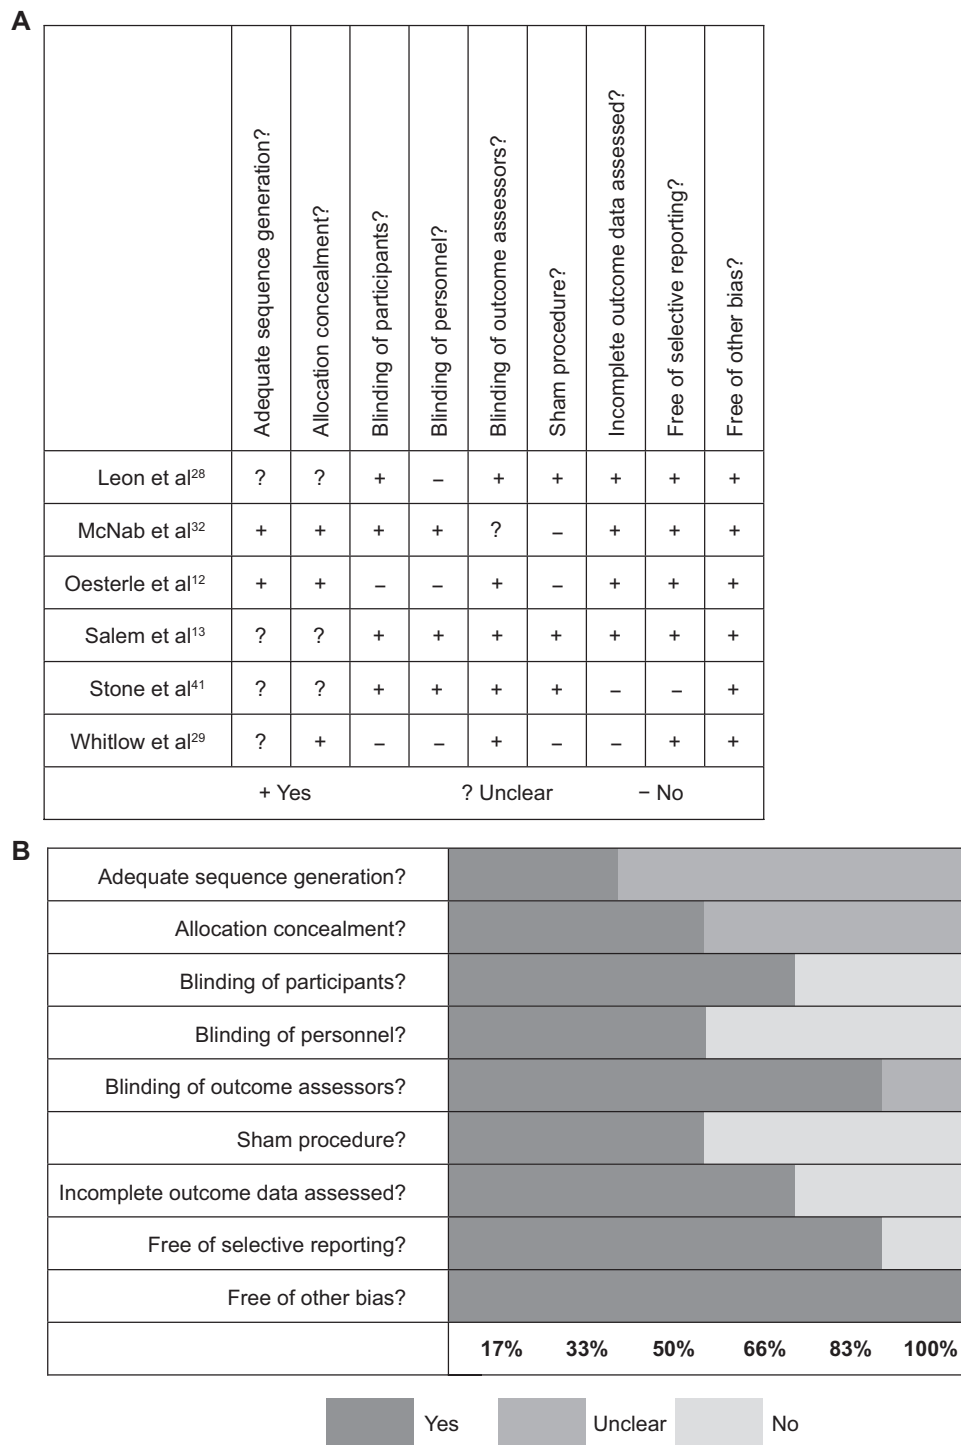 A
Adequate sequence generation?
Allocation concealment?
Blinding of participants?
Blinding of personnel?
Blinding of outcome assessors?
Sham procedure?
Incomplete outcome data assessed?
Free of selective reporting?
Free of other bias?
Leon et al28 ? ? + – + + + + +
McNab et al32 + + + + ? – + + +
Oesterle et al12 + + – – + – + + +
Salem et al13 ? ? + + + + + + +
Stone et al41 ? ? + + + + – – +
Whitlow et al29 ? + – – + – – + +
+ Yes ? Unclear – No
B
Adequate sequence generation?
Allocation concealment?
Blinding of participants?
Blinding of personnel?
Blinding of outcome assessors?
Sham procedure?
Incomplete outcome data assessed?
Free of selective reporting?
Free of other bias?
17% 33% 50% 66% 83% 100%
Yes Unclear No